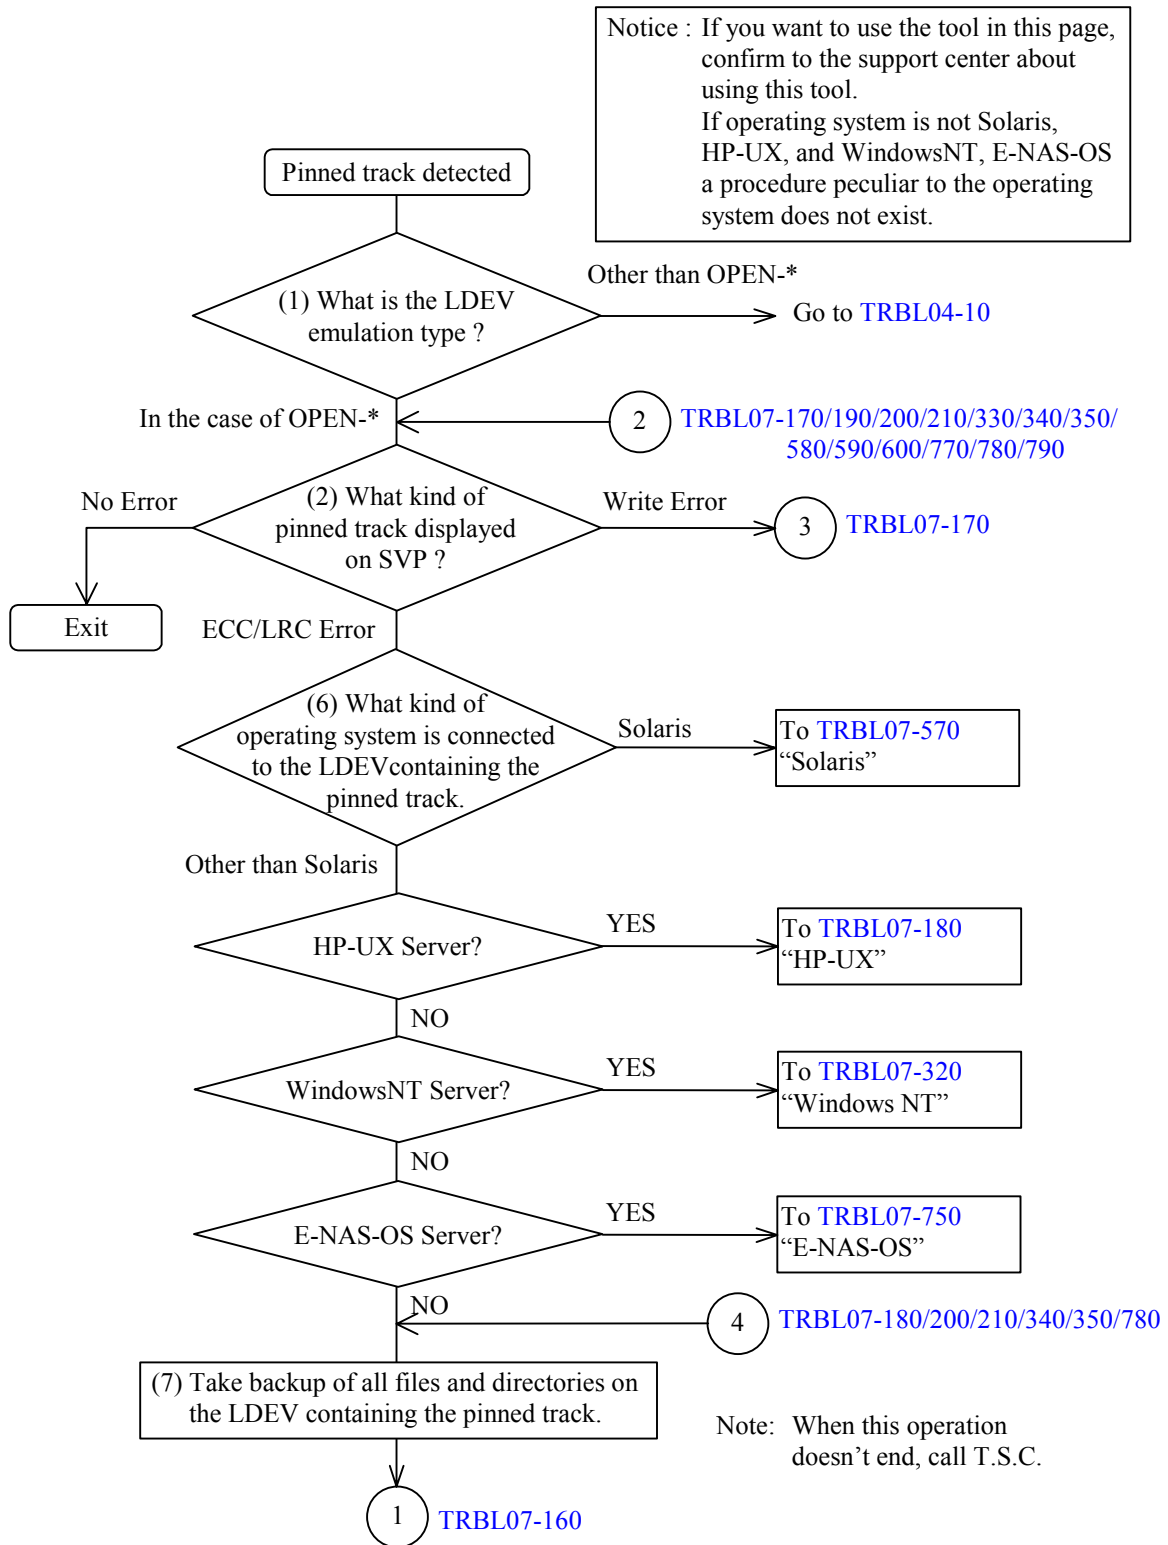 Notice : If you want to use the tool in this page,
confirm to the support center about
using this tool.
If operating system is not Solaris,
HP-UX, and WindowsNT, E-NAS-OS
a procedure peculiar to the operating
system does not exist.
Pinned track detected
Other than OPEN-*
(1) What is the LDEV
emulation type ?
Go to TRBL04-10
In the case of OPEN-*
2
TRBL07-170/190/200/210/330/340/350/
580/590/600/770/780/790
No Error
(2) What kind of
pinned track displayed
on SVP ?
Write Error
3
TRBL07-170
Exit
ECC/LRC Error
(6) What kind of
operating system is connected
to the LDEVcontaining the
pinned track.
Solaris
To TRBL07-570
“Solaris”
Other than Solaris
HP-UX Server?
YES
To TRBL07-180
“HP-UX”
NO
WindowsNT Server?
YES
To TRBL07-320
“Windows NT”
NO
E-NAS-OS Server?
YES
To TRBL07-750
“E-NAS-OS”
NO
4
TRBL07-180/200/210/340/350/780
(7) Take backup of all files and directories on
the LDEV containing the pinned track.
Note: When this operation
doesn’t end, call T.S.C.
1
TRBL07-160